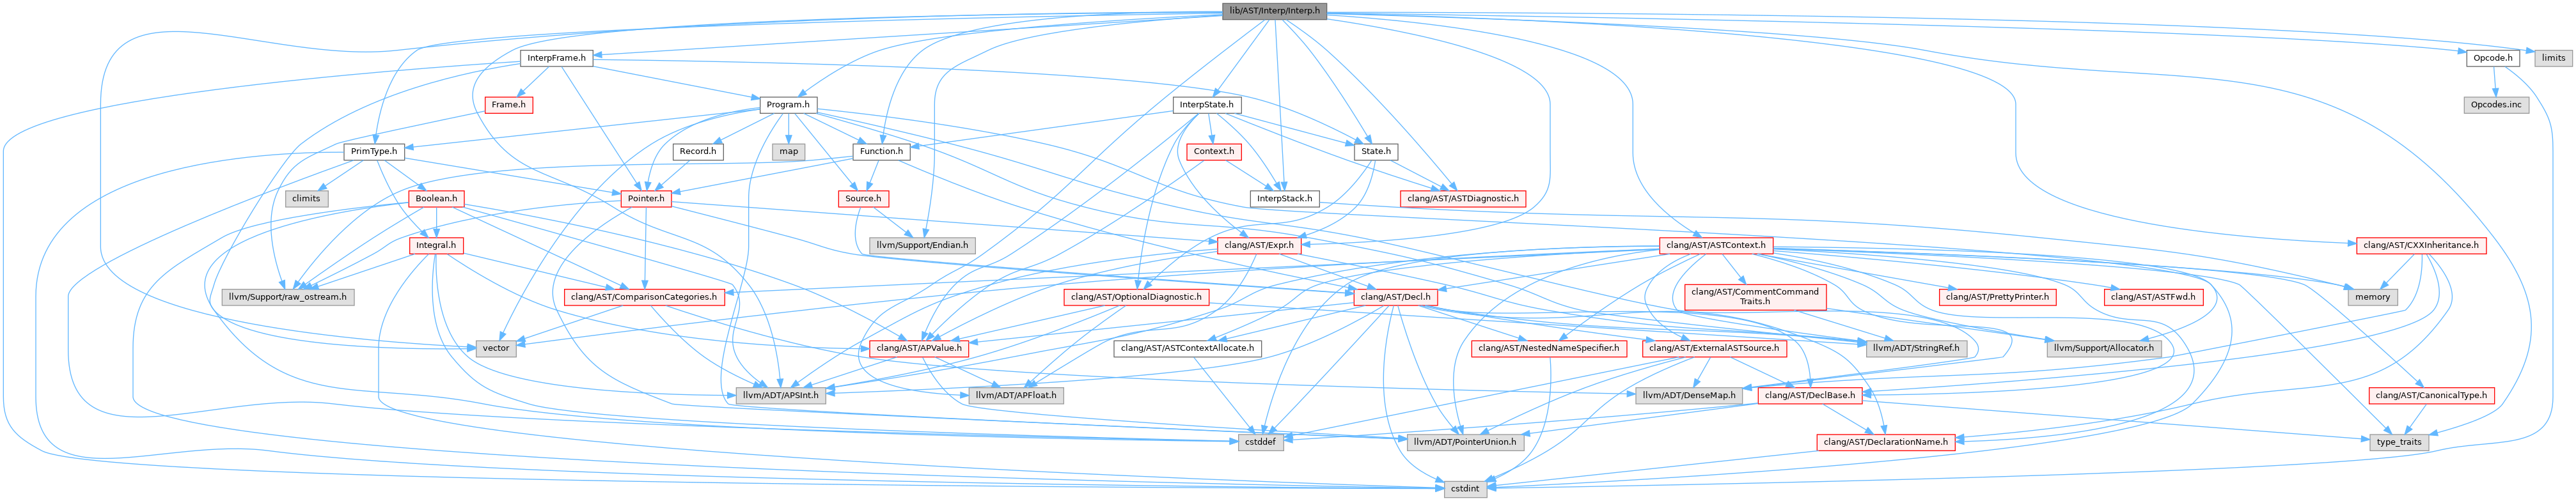 lib/AST/Interp/Interp.h
InterpFrame.h
Opcode.h
limits
Frame.h
Program.h
InterpState.h
Opcodes.inc
PrimType.h
Record.h
map
Function.h
Context.h
State.h
climits
Boolean.h
Pointer.h
Source.h
InterpStack.h
clang/AST/ASTDiagnostic.h
Integral.h
llvm/Support/Endian.h
clang/AST/Expr.h
clang/AST/ASTContext.h
clang/AST/CXXInheritance.h
llvm/Support/raw_ostream.h
clang/AST/ComparisonCategories.h
clang/AST/OptionalDiagnostic.h
clang/AST/Decl.h
clang/AST/CommentCommand
Traits.h
clang/AST/PrettyPrinter.h
clang/AST/ASTFwd.h
memory
vector
clang/AST/APValue.h
clang/AST/ASTContextAllocate.h
clang/AST/NestedNameSpecifier.h
clang/AST/ExternalASTSource.h
llvm/ADT/StringRef.h
llvm/Support/Allocator.h
llvm/ADT/APSInt.h
llvm/ADT/APFloat.h
llvm/ADT/DenseMap.h
clang/AST/DeclBase.h
clang/AST/CanonicalType.h
cstddef
llvm/ADT/PointerUnion.h
clang/AST/DeclarationName.h
type_traits
cstdint